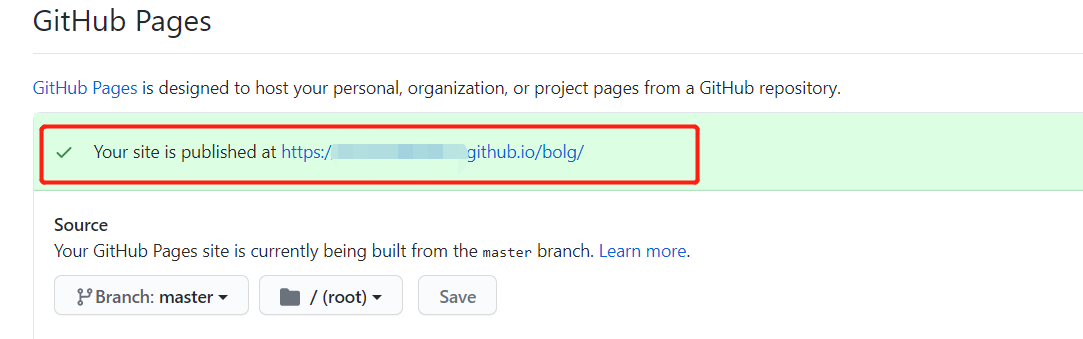 GitHub Pages
GitHub Pages is designed to host your personal, organization, or project pages from a GitHub repository.
Your site is published at https:/ github.io/bolg/
Source
Your GitHub Pages site is currently being built from the master branch. Learn more.
Branch: master / (root) Save